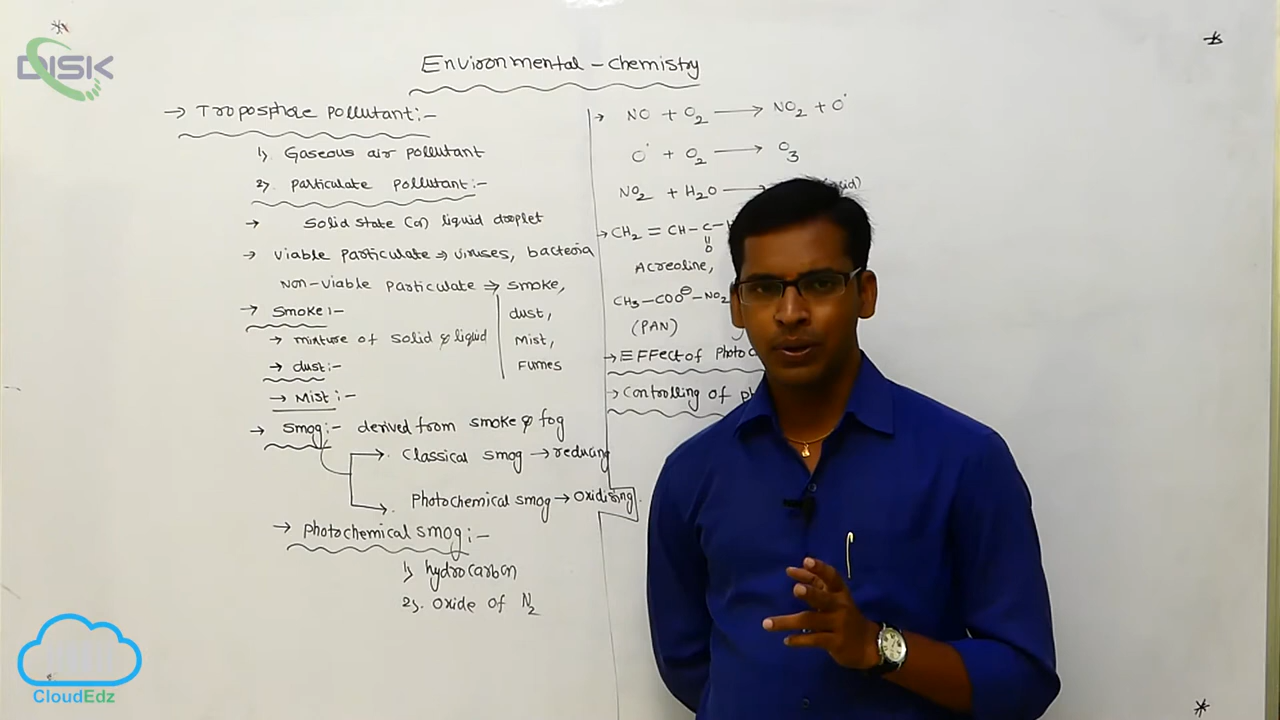 DISK
Environmental - chemistry
→ Troposphere pollutant:-
1, Gaseous air pollutant
2, particulate pollutant:-
→ Solid state (or) liquid droplet
→ viable particulate ⇒ viruses, bacteria
Non-viable particulate ⇒ smoke,
dust,
Mist,
Fumes
→ Smoke:-
→ mixture of solid & liquid
→ dust:-
→ Mist:-
→ Smog:- derived from smoke & fog
Classical smog → reducing
Photochemical smog → Oxidising
→ Photochemical smog:-
1, hydrocarbon
2, Oxide of N2
→ NO + O2 → NO2 + O˙
O˙ + O2 → O3
NO2 + H2O →
→ CH2 = CH - C - H
||
O
Acreoline,
CH3-COO⊖-NO2
(PAN)
→ Effect of Photoc
→ Controlling of ph
CloudEdz